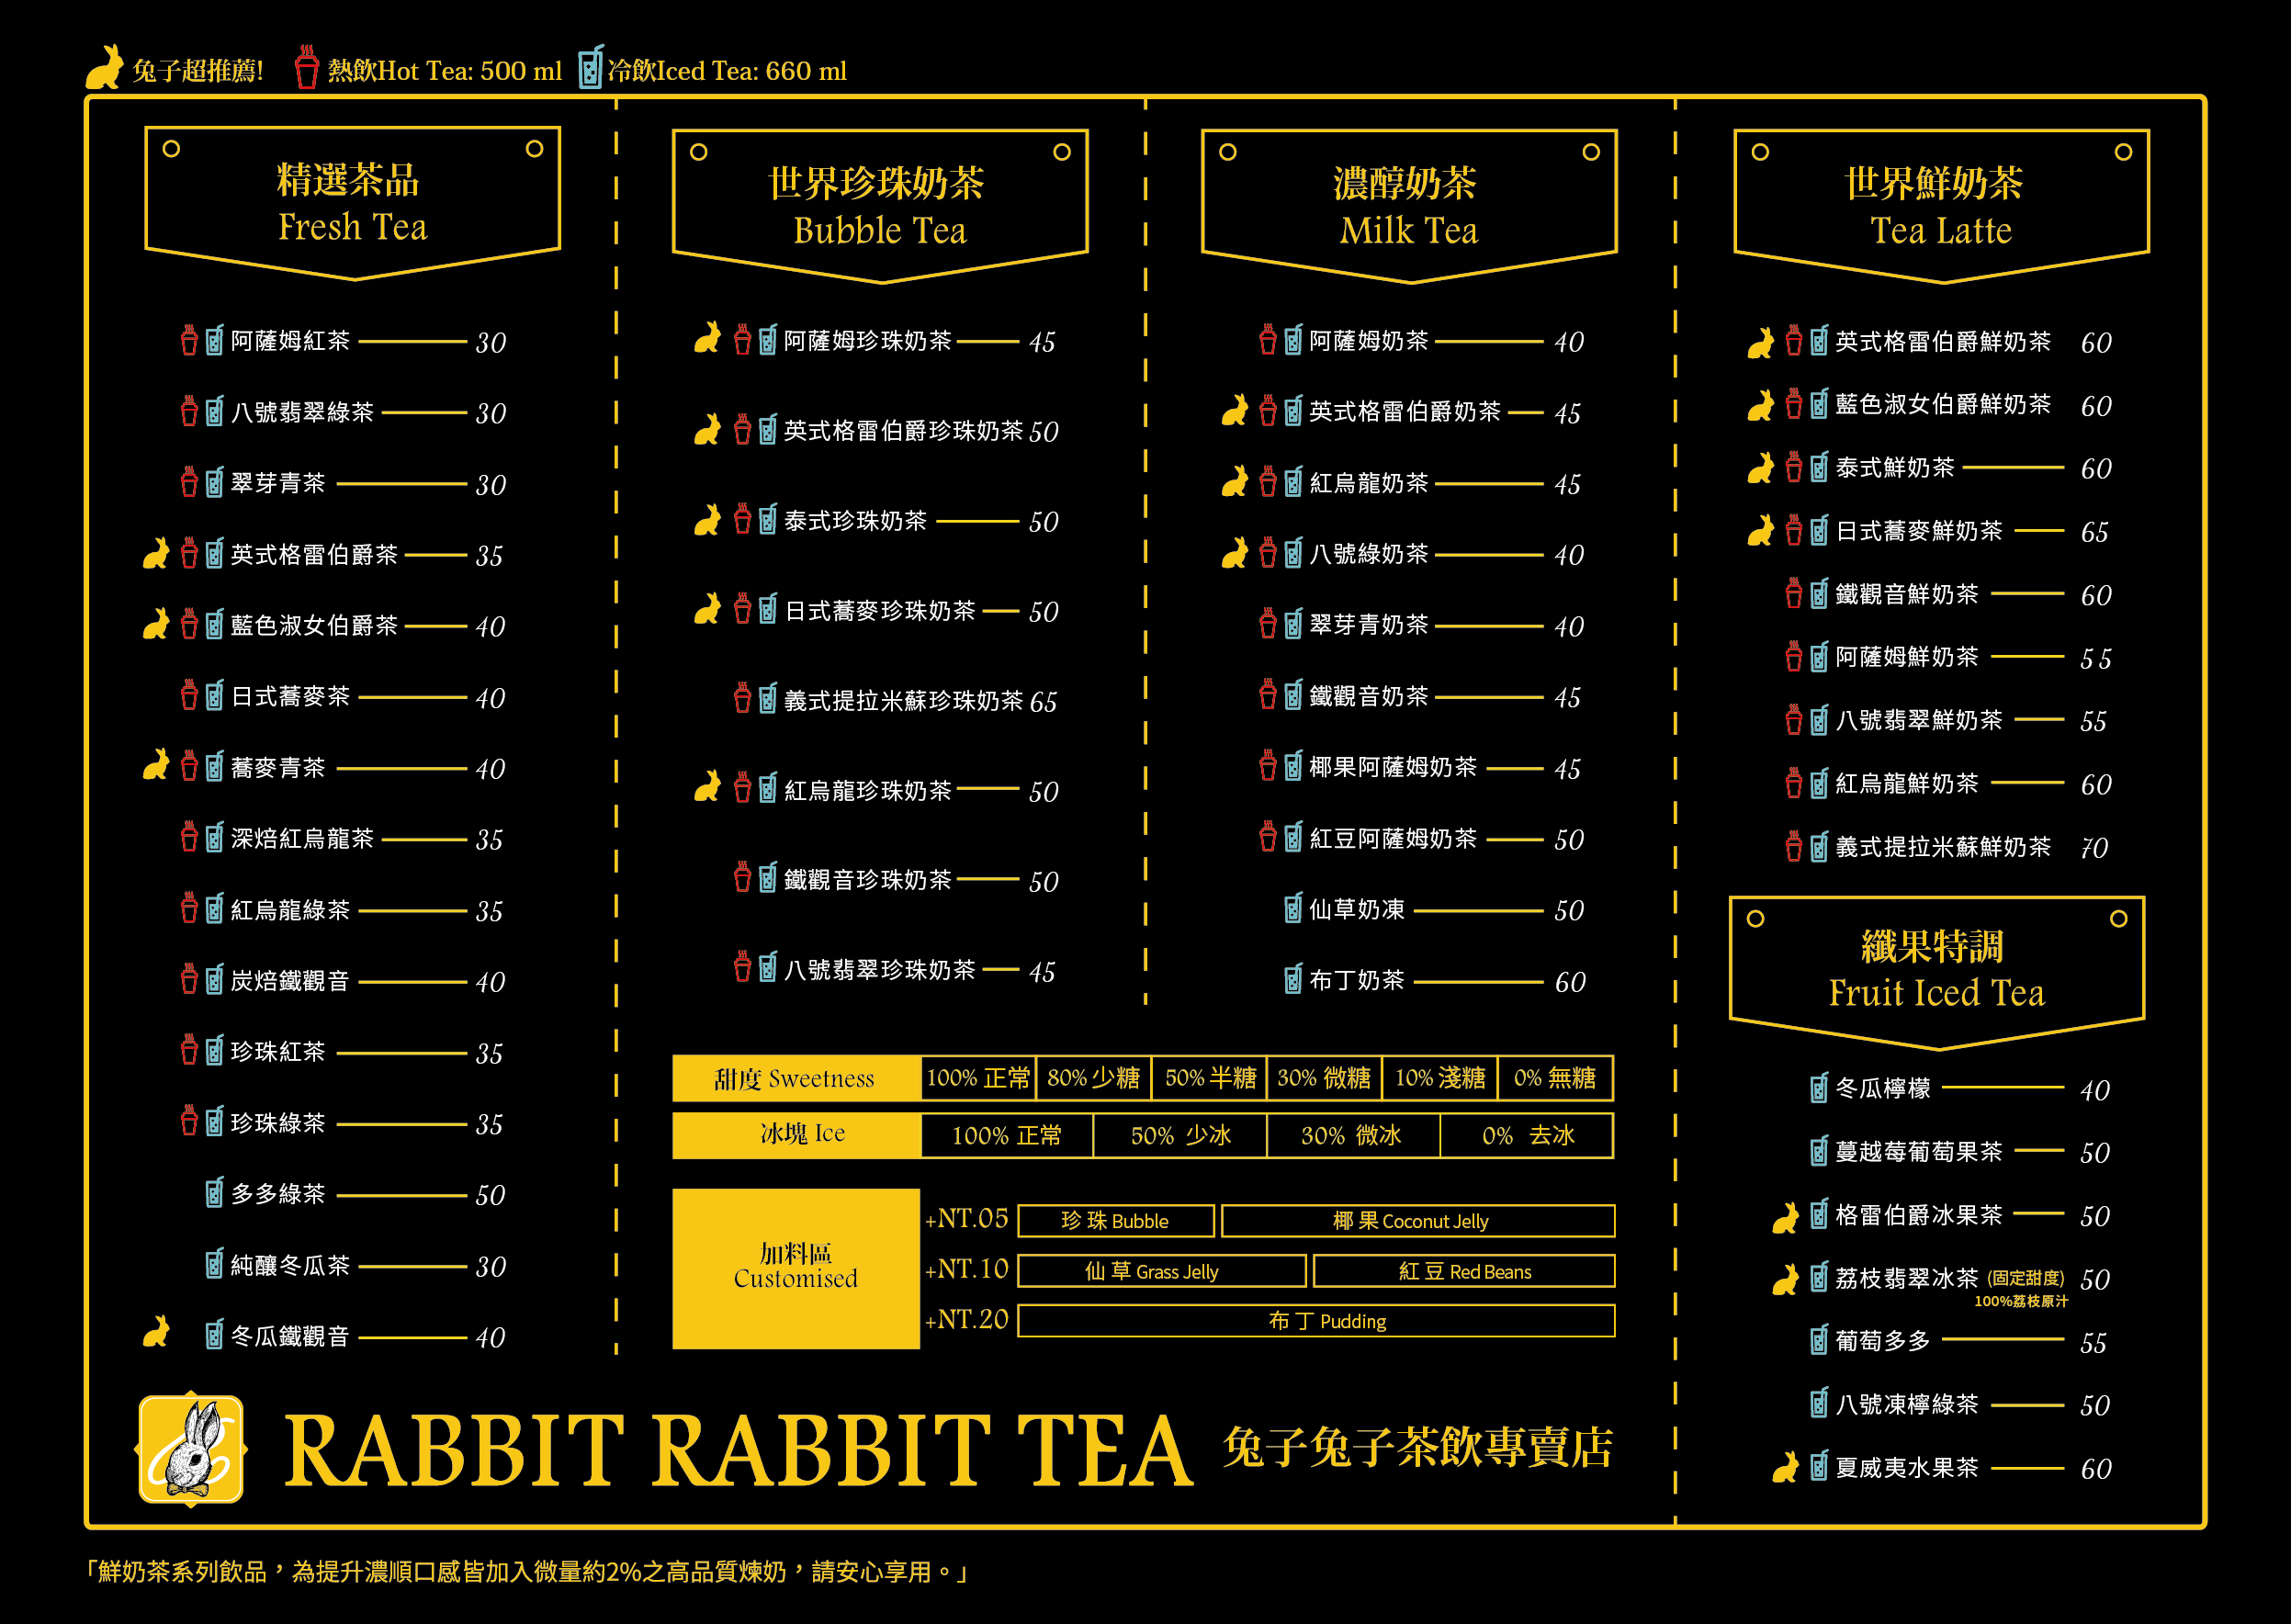 兔子超推薦! 熱飲Hot Tea: 500 ml 冷飲Iced Tea: 660 ml
精選茶品
Fresh Tea
阿薩姆紅茶 30
八號翡翠綠茶 30
翠芽青茶 30
英式格雷伯爵茶 35
藍色淑女伯爵茶 40
日式蕎麥茶 40
蕎麥青茶 40
深焙紅烏龍茶 35
紅烏龍綠茶 35
炭焙鐵觀音 40
珍珠紅茶 35
珍珠綠茶 35
多多綠茶 50
純釀冬瓜茶 30
冬瓜鐵觀音 40
世界珍珠奶茶
Bubble Tea
阿薩姆珍珠奶茶 45
英式格雷伯爵珍珠奶茶 50
泰式珍珠奶茶 50
日式蕎麥珍珠奶茶 50
義式提拉米蘇珍珠奶茶 65
紅烏龍珍珠奶茶 50
鐵觀音珍珠奶茶 50
八號翡翠珍珠奶茶 45
濃醇奶茶
Milk Tea
阿薩姆奶茶 40
英式格雷伯爵奶茶 45
紅烏龍奶茶 45
八號綠奶茶 40
翠芽青奶茶 40
鐵觀音奶茶 45
椰果阿薩姆奶茶 45
紅豆阿薩姆奶茶 50
仙草奶凍 50
布丁奶茶 60
世界鮮奶茶
Tea Latte
英式格雷伯爵鮮奶茶 60
藍色淑女伯爵鮮奶茶 60
泰式鮮奶茶 60
日式蕎麥鮮奶茶 65
鐵觀音鮮奶茶 60
阿薩姆鮮奶茶 55
八號翡翠鮮奶茶 55
紅烏龍鮮奶茶 60
義式提拉米蘇鮮奶茶 70
纖果特調
Fruit Iced Tea
冬瓜檸檬 40
蔓越莓葡萄果茶 50
格雷伯爵冰果茶 50
荔枝翡翠冰茶 (固定甜度) 50
100%荔枝原汁
葡萄多多 55
八號凍檸綠茶 50
夏威夷水果茶 60
甜度 Sweetness 100% 正常 80% 少糖 50% 半糖 30% 微糖 10% 淺糖 0% 無糖
冰塊 Ice 100% 正常 50% 少冰 30% 微冰 0% 去冰
加料區
Customised
+NT.05 珍珠 Bubble 椰果 Coconut Jelly
+NT.10 仙草 Grass Jelly 紅豆 Red Beans
+NT.20 布丁 Pudding
RABBIT RABBIT TEA 兔子兔子茶飲專賣店
「鮮奶茶系列飲品，為提升濃順口感皆加入微量約2%之高品質煉奶，請安心享用。」